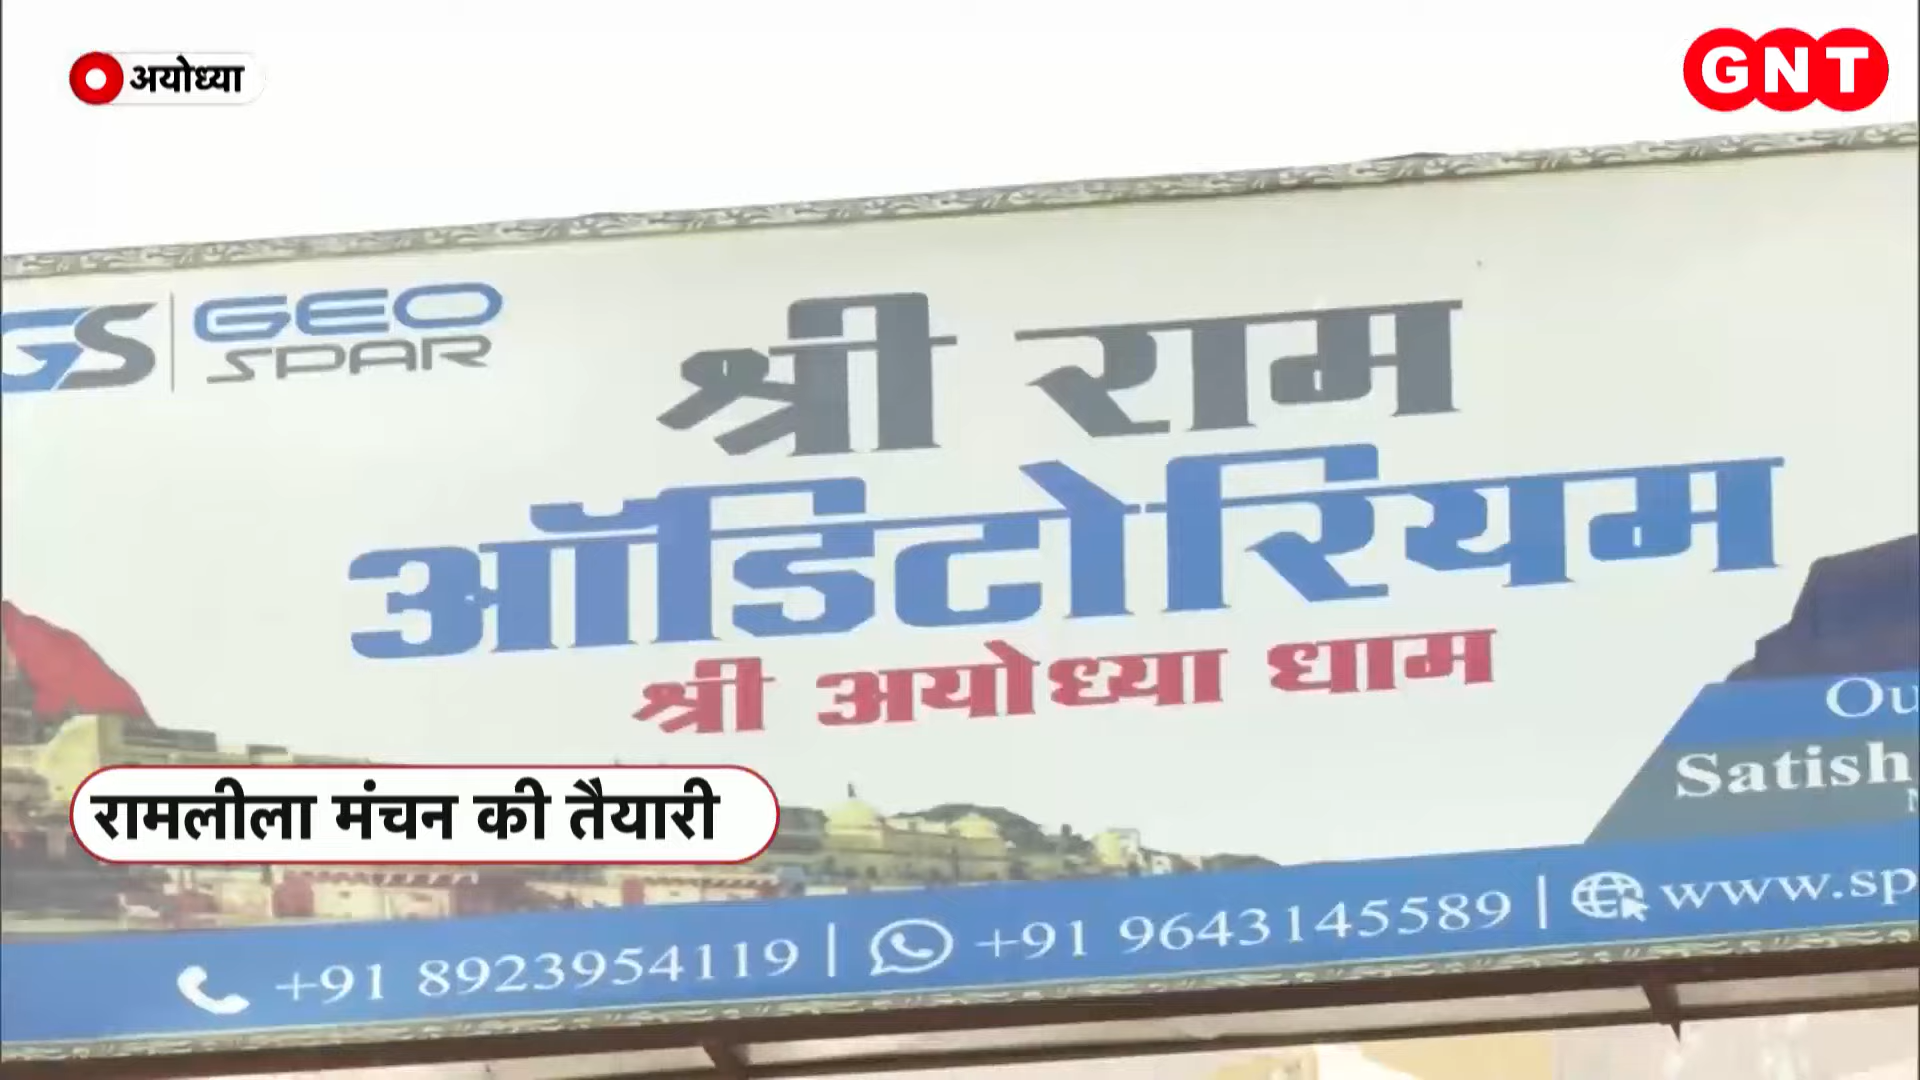 अयोध्या
GNT
GS GEO
SPAR
श्री राम
ऑडिटोरियम
श्री अयोध्या धाम
Satish
रामलीला मंचन की तैयारी
+91 8923954119 | +91 9643145589 | www.sp